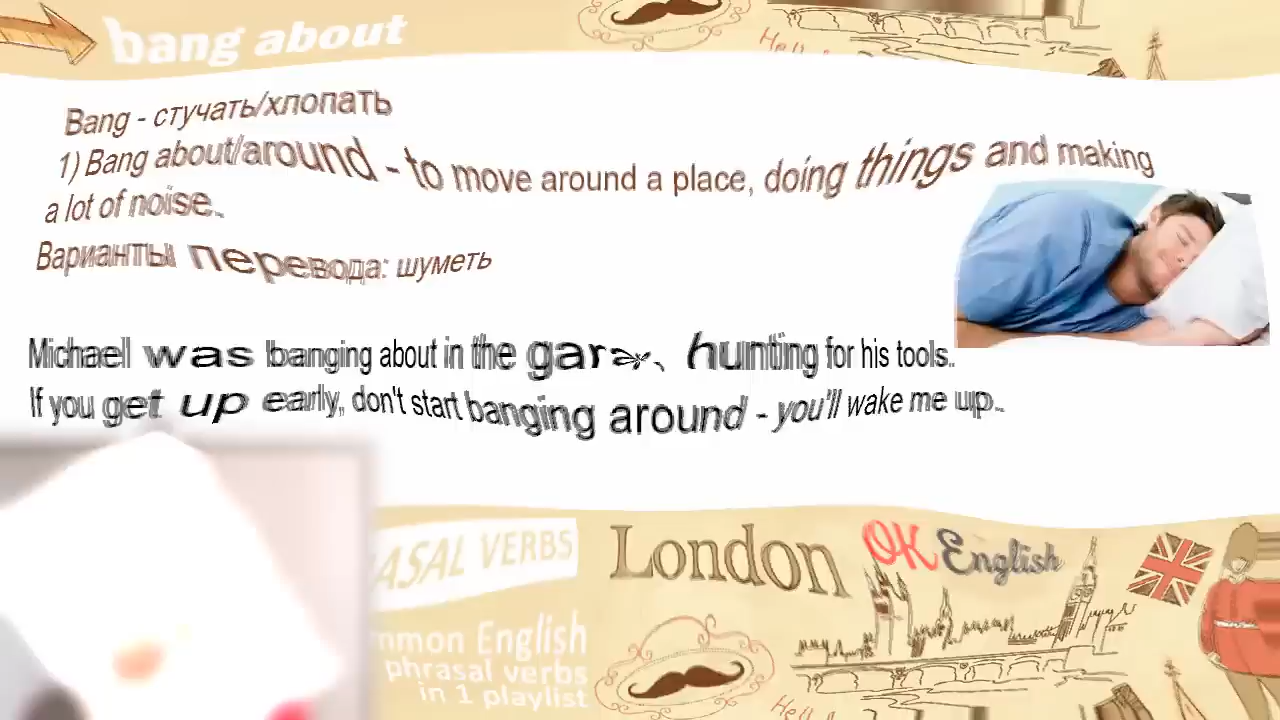 bang about
Bang - стучать/хлопать
1) Bang about/around - to move around a place, doing things and making
a lot of noise.
Варианты перевода: шуметь
Michael was banging about in the hunting for his tools.
If you get up early, don't start banging around - you'll wake me up.
VERBS
London
OK English
English
phrasal verbs
in 1 playlist